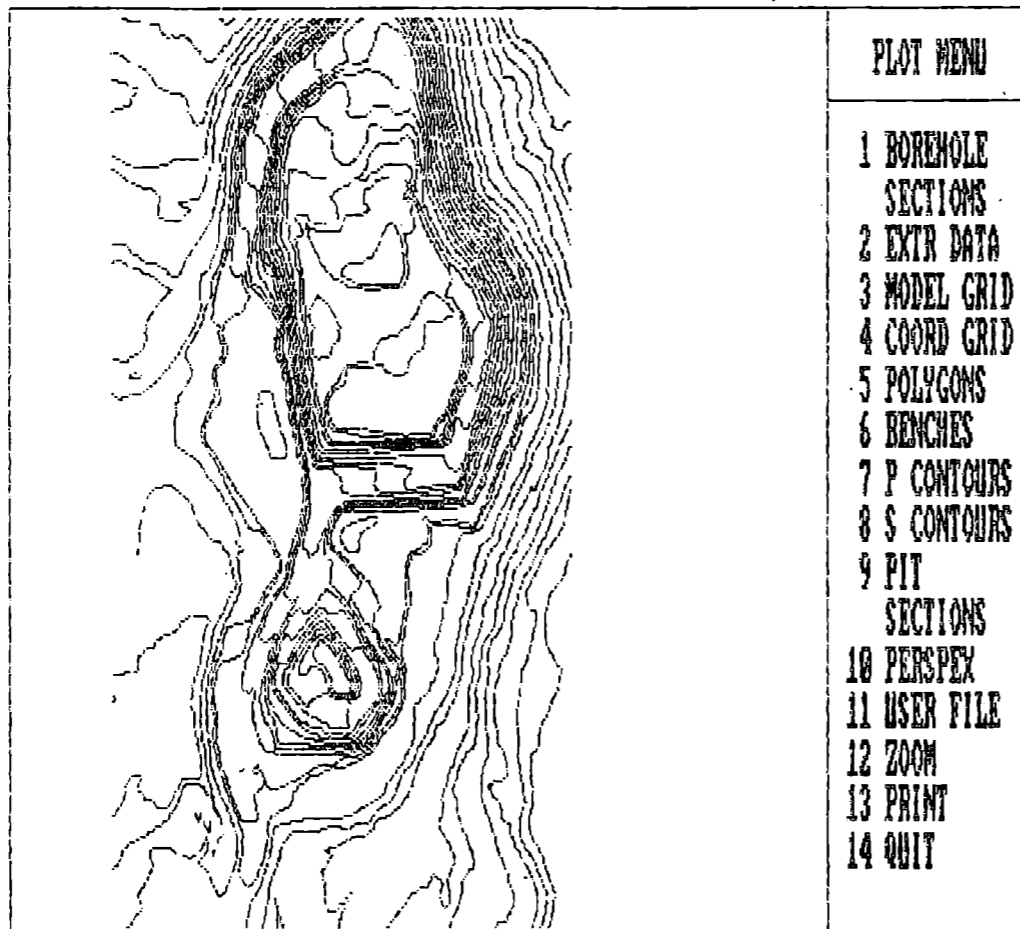 PLOT MENU
1 BOREHOLE
SECTIONS
2 EXTR DATA
3 MODEL GRID
4 COORD GRID
5 POLYGONS
6 BENCHES
7 P CONTOURS
8 S CONTOURS
9 PIT
SECTIONS
10 PERSPEX
11 USER FILE
12 ZOOM
13 PRINT
14 QUIT